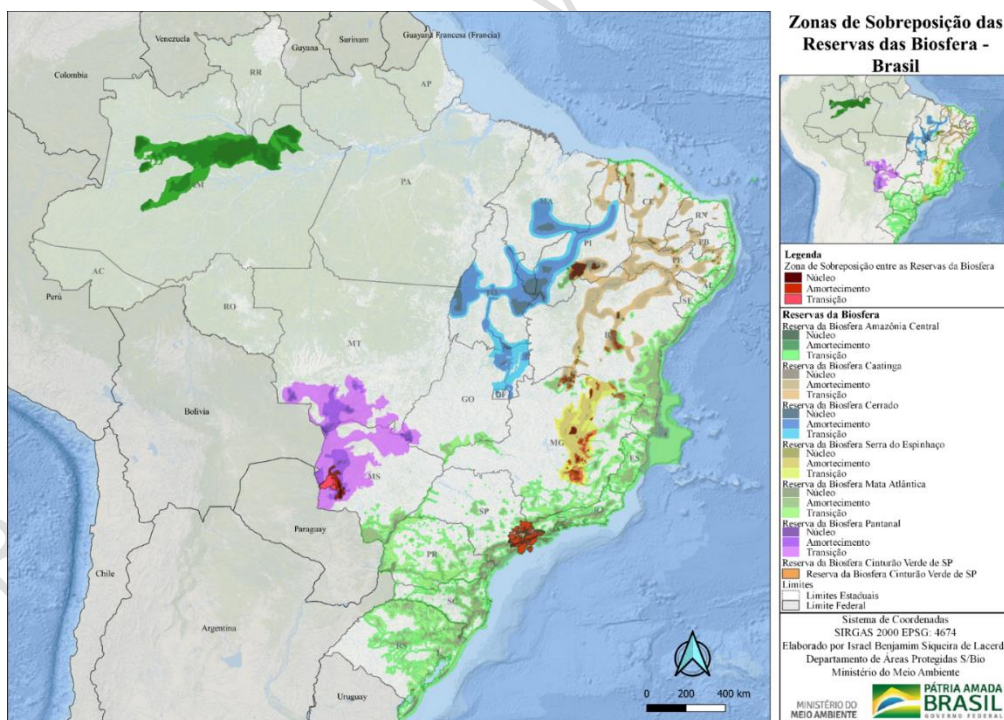 Zonas de Sobreposição das
Reservas das Biosfera -
Brasil
Venezuela
Guyana
Surinam
Guayana Francesa (Francia)
Colombia
RR
AP
AM
PA
MA
CE
RN
PB
PI
PE
AL
SE
AC
Perú
RO
TO
BA
MT
Bolivia
GO
DF
MG
ES
MS
SP
RJ
Paraguay
PR
Chile
SC
Argentina
RS
Uruguay
0 200 400 km
Legenda
Zona de Sobreposição entre as Reservas da Biosfera
Núcleo
Amortecimento
Transição
Reservas da Biosfera
Reserva da Biosfera Amazônia Central
Núcleo
Amortecimento
Transição
Reserva da Biosfera Caatinga
Núcleo
Amortecimento
Transição
Reserva da Biosfera Cerrado
Núcleo
Amortecimento
Transição
Reserva da Biosfera Serra do Espinhaço
Núcleo
Amortecimento
Transição
Reserva da Biosfera Mata Atlântica
Núcleo
Amortecimento
Transição
Reserva da Biosfera Pantanal
Núcleo
Amortecimento
Transição
Reserva da Biosfera Cinturão Verde de SP
Reserva da Biosfera Cinturão Verde de SP
Limites
Limites Estaduais
Limite Federal
Sistema de Coordenadas
SIRGAS 2000 EPSG: 4674
Elaborado por Israel Benjamim Siqueira de Lacerd
Departamento de Áreas Protegidas S/Bio
Ministério do Meio Ambiente
MINISTÉRIO DO
MEIO AMBIENTE
PÁTRIA AMADA
BRASIL
GOVERNO FEDERAL